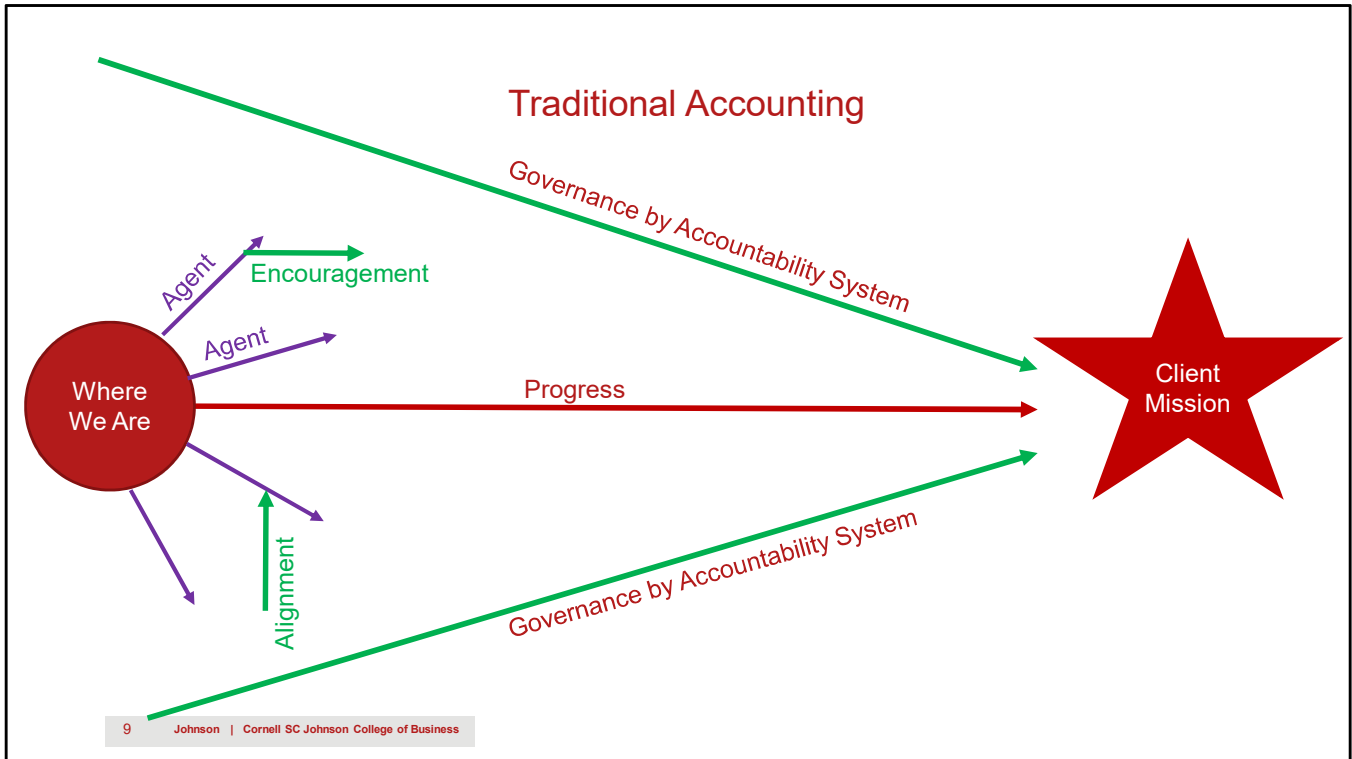 Traditional Accounting
Governance by Accountability System
Agent
Encouragement
Agent
Where
We Are
Progress
Client
Mission
Alignment
Governance by Accountability System
9 Johnson | Cornell SC Johnson College of Business